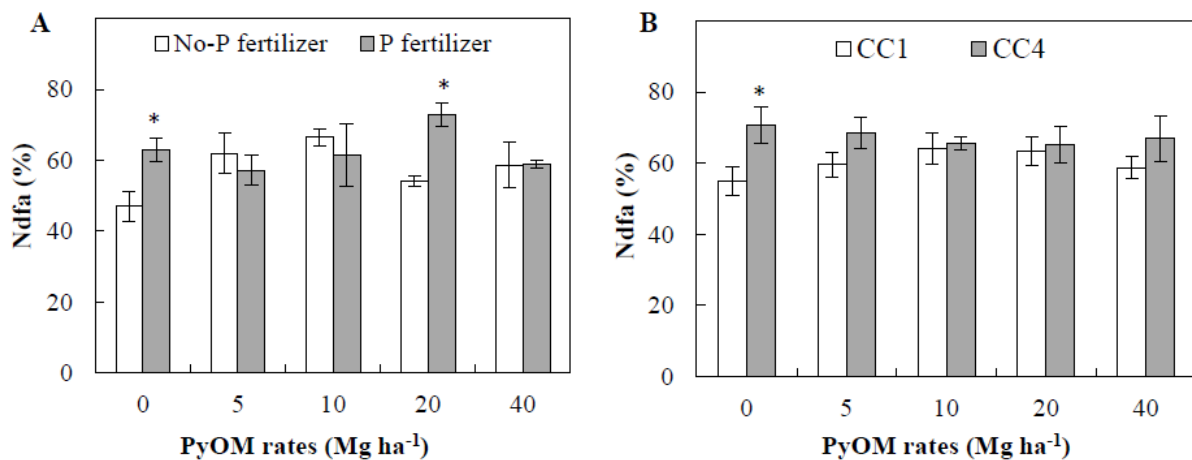 A
No-P fertilizer P fertilizer
Ndfa (%)
80
60
40
20
0
* *
0 5 10 20 40
PyOM rates (Mg ha-1)
B
CC1 CC4
Ndfa (%)
80
60
40
20
0
*
0 5 10 20 40
PyOM rates (Mg ha-1)